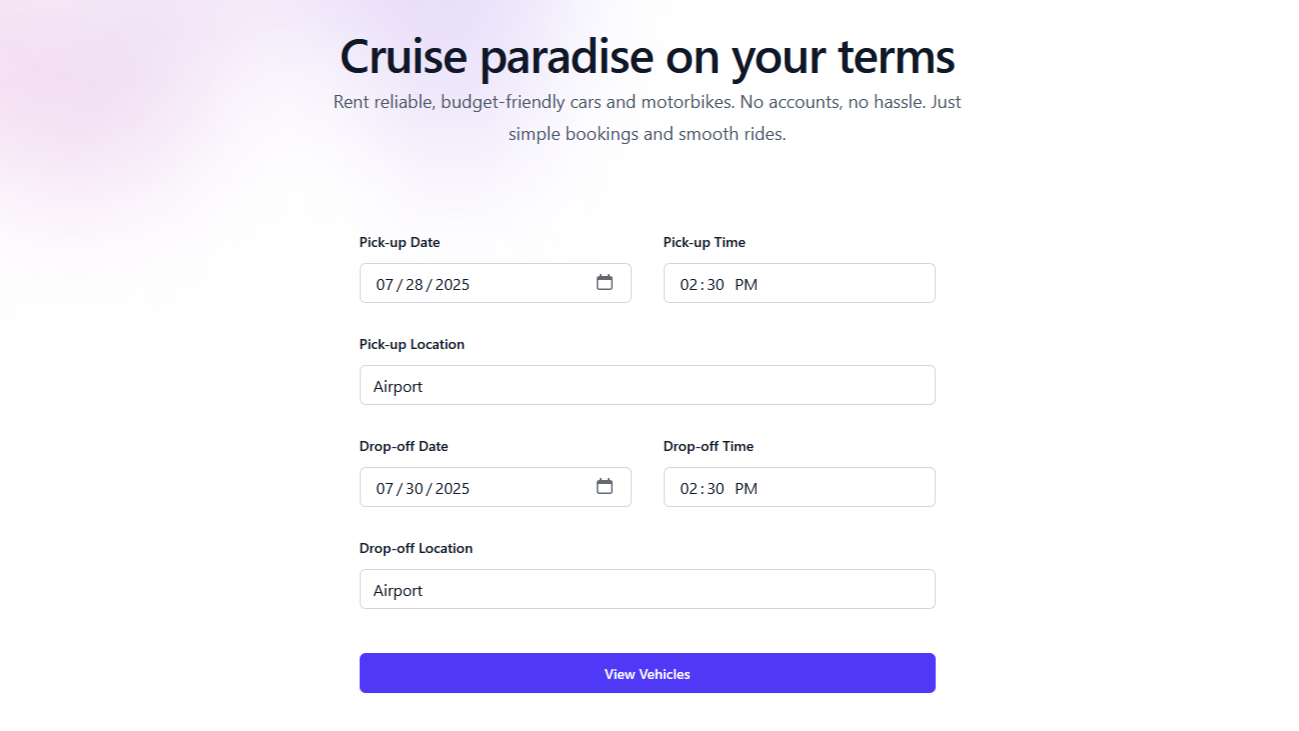 Cruise paradise on your terms
Rent reliable, budget-friendly cars and motorbikes. No accounts, no hassle. Just
simple bookings and smooth rides.
Pick-up Date
Pick-up Time
07/28/2025
02:30 PM
Pick-up Location
Airport
Drop-off Date
Drop-off Time
07/30/2025
02:30 PM
Drop-off Location
Airport
View Vehicles